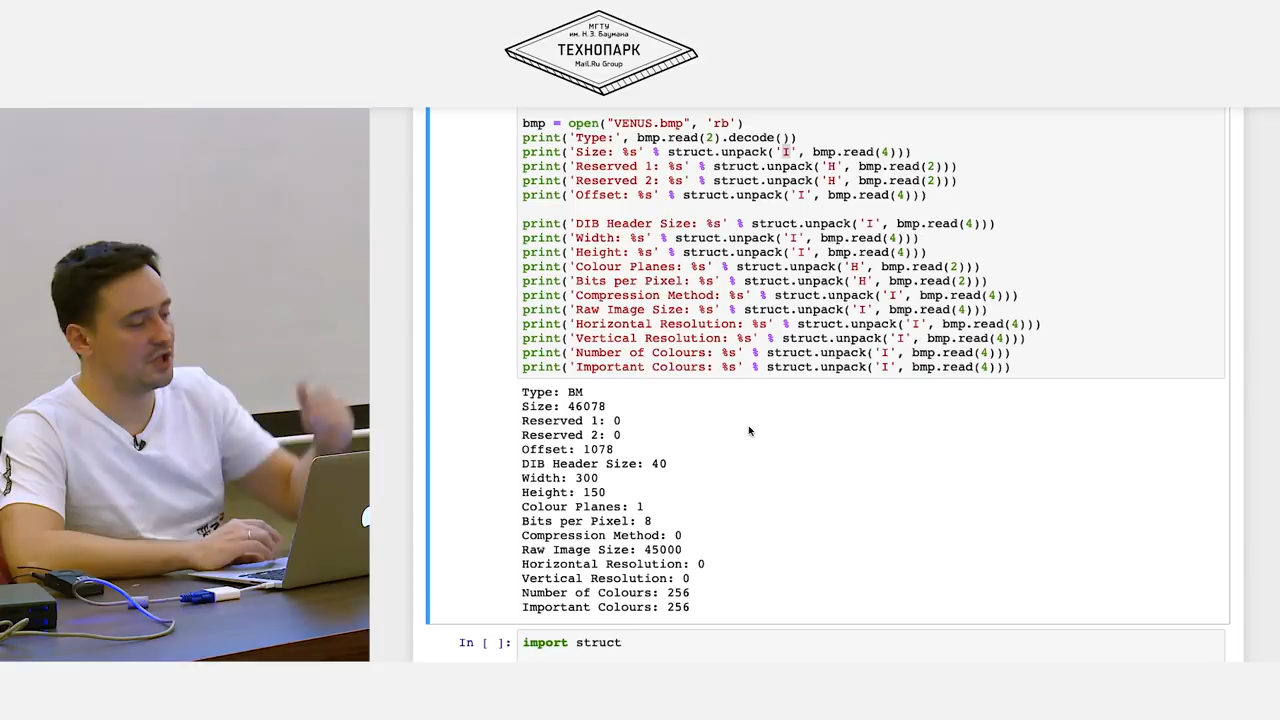 МГТУ
им. Н.Э. Баумана
ТЕХНОПАРК
Mail.Ru Group
bmp = open("VENUS.bmp", 'rb')
print('Type:', bmp.read(2).decode())
print('Size: %s' % struct.unpack('I', bmp.read(4)))
print('Reserved 1: %s' % struct.unpack('H', bmp.read(2)))
print('Reserved 2: %s' % struct.unpack('H', bmp.read(2)))
print('Offset: %s' % struct.unpack('I', bmp.read(4)))
print('DIB Header Size: %s' % struct.unpack('I', bmp.read(4)))
print('Width: %s' % struct.unpack('I', bmp.read(4)))
print('Height: %s' % struct.unpack('I', bmp.read(4)))
print('Colour Planes: %s' % struct.unpack('H', bmp.read(2)))
print('Bits per Pixel: %s' % struct.unpack('H', bmp.read(2)))
print('Compression Method: %s' % struct.unpack('I', bmp.read(4)))
print('Raw Image Size: %s' % struct.unpack('I', bmp.read(4)))
print('Horizontal Resolution: %s' % struct.unpack('I', bmp.read(4)))
print('Vertical Resolution: %s' % struct.unpack('I', bmp.read(4)))
print('Number of Colours: %s' % struct.unpack('I', bmp.read(4)))
print('Important Colours: %s' % struct.unpack('I', bmp.read(4)))
Type: BM
Size: 46078
Reserved 1: 0
Reserved 2: 0
Offset: 1078
DIB Header Size: 40
Width: 300
Height: 150
Colour Planes: 1
Bits per Pixel: 8
Compression Method: 0
Raw Image Size: 45000
Horizontal Resolution: 0
Vertical Resolution: 0
Number of Colours: 256
Important Colours: 256
In [ ]: import struct